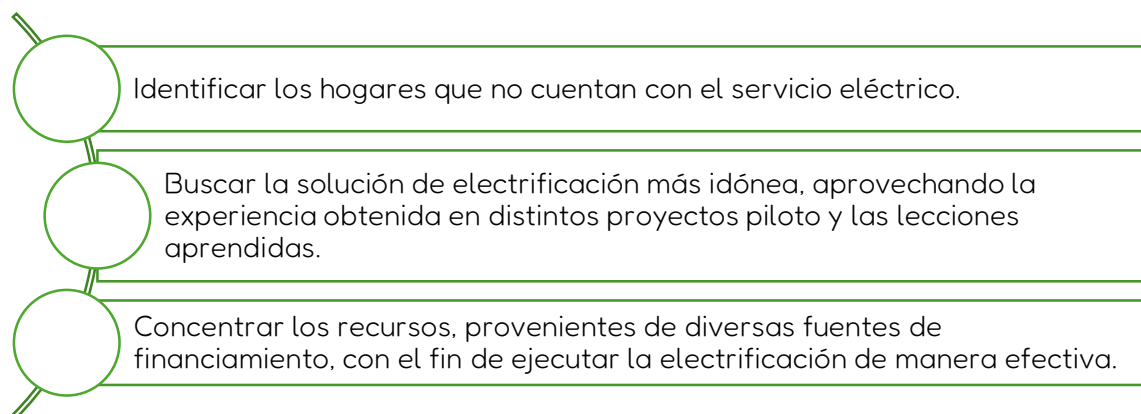 Identificar los hogares que no cuentan con el servicio eléctrico.
Buscar la solución de electrificación más idónea, aprovechando la
experiencia obtenida en distintos proyectos piloto y las lecciones
aprendidas.
Concentrar los recursos, provenientes de diversas fuentes de
financiamiento, con el fin de ejecutar la electrificación de manera efectiva.